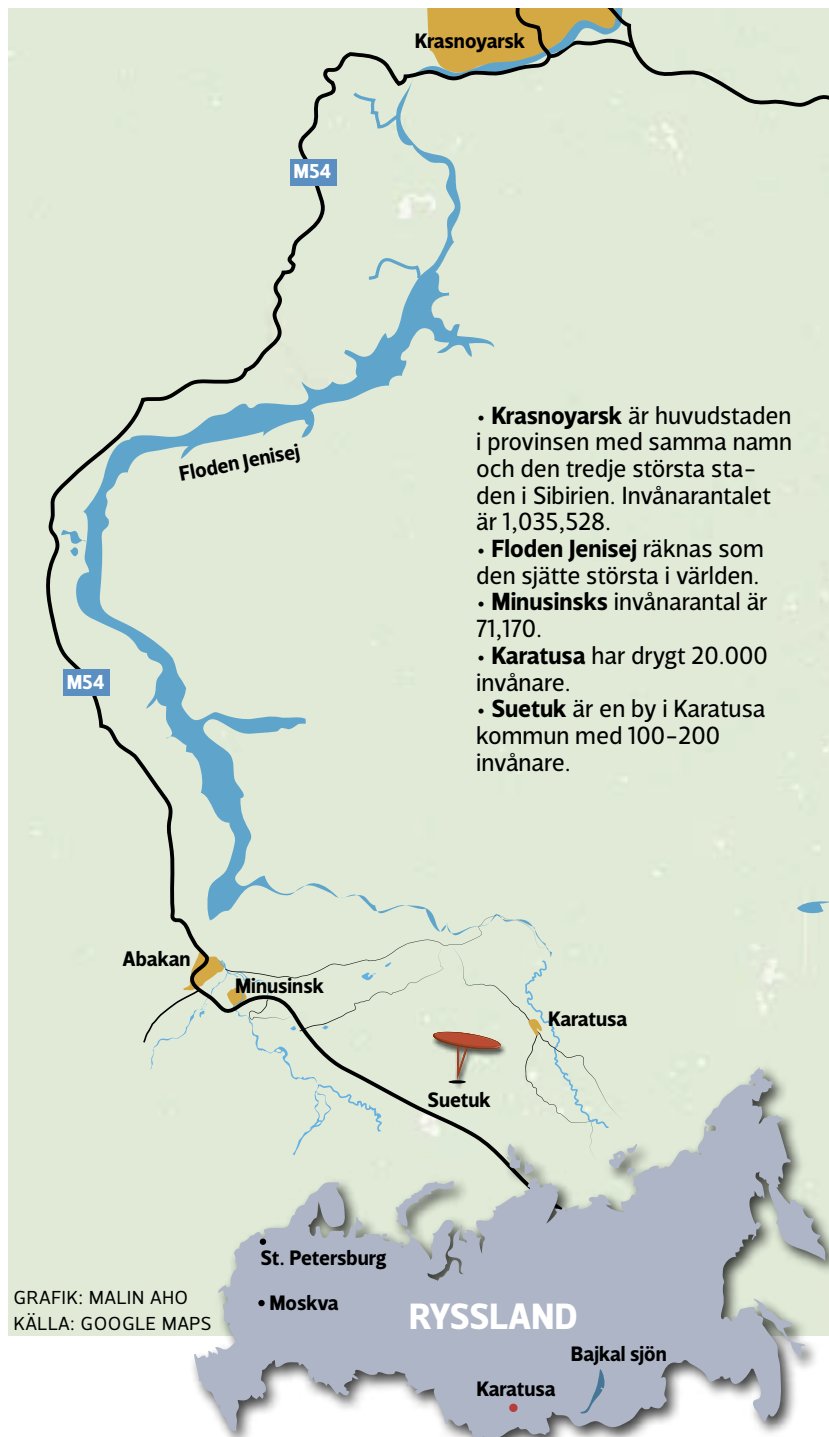 Krasnoyarsk
M54
Floden Jenisej
• Krasnoyarsk är huvudstaden
i provinsen med samma namn
och den tredje största sta-
den i Sibirien. Invånarantalet
är 1,035,528.
• Floden Jenisej räknas som
den sjätte största i världen.
• Minusinsks invånarantal är
71,170.
• Karatusa har drygt 20.000
invånare.
• Suetuk är en by i Karatusa
kommun med 100-200
invånare.
M54
Abakan
Minusinsk
Karatusa
Suetuk
St. Petersburg
Moskva
RYSSLAND
Bajkal sjön
Karatusa
GRAFIK: MALIN AHO
KÄLLA: GOOGLE MAPS